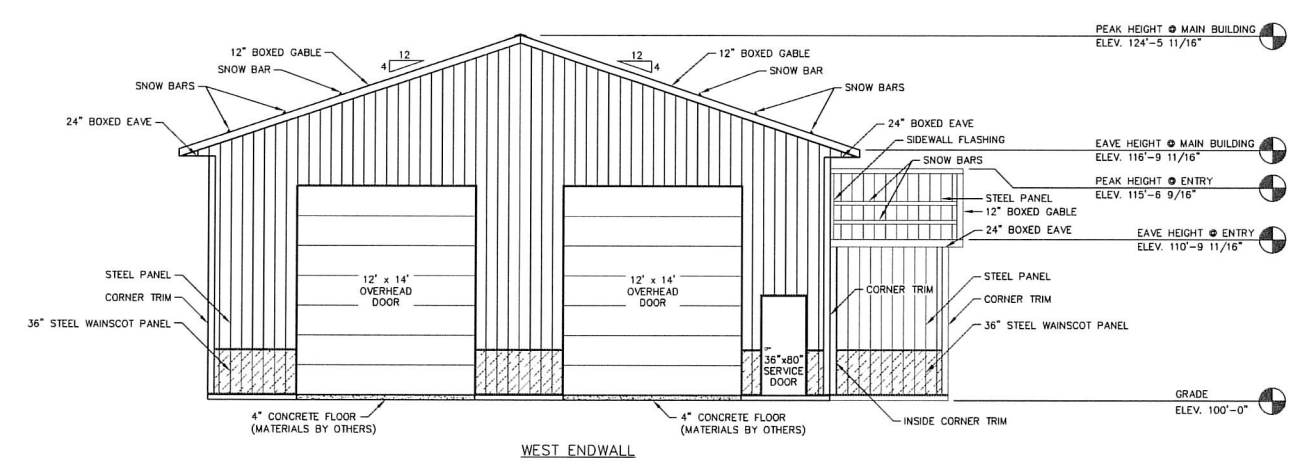 PEAK HEIGHT @ MAIN BUILDING
ELEV. 124'-5 11/16"
12" BOXED GABLE
12
4
12
4
12" BOXED GABLE
SNOW BAR
SNOW BAR
SNOW BARS
SNOW BARS
24" BOXED EAVE
24" BOXED EAVE
SIDEWALL FLASHING
EAVE HEIGHT @ MAIN BUILDING
ELEV. 116'-9 11/16"
SNOW BARS
PEAK HEIGHT @ ENTRY
ELEV. 115'-6 9/16"
STEEL PANEL
12" BOXED GABLE
24" BOXED EAVE
EAVE HEIGHT @ ENTRY
ELEV. 110'-9 11/16"
STEEL PANEL
CORNER TRIM
36" STEEL WAINSCOT PANEL
12' x 14'
OVERHEAD
DOOR
12' x 14'
OVERHEAD
DOOR
CORNER TRIM
STEEL PANEL
CORNER TRIM
36" STEEL WAINSCOT PANEL
36"x80"
SERVICE
DOOR
GRADE
ELEV. 100'-0"
4" CONCRETE FLOOR
(MATERIALS BY OTHERS)
4" CONCRETE FLOOR
(MATERIALS BY OTHERS)
INSIDE CORNER TRIM
WEST ENDWALL